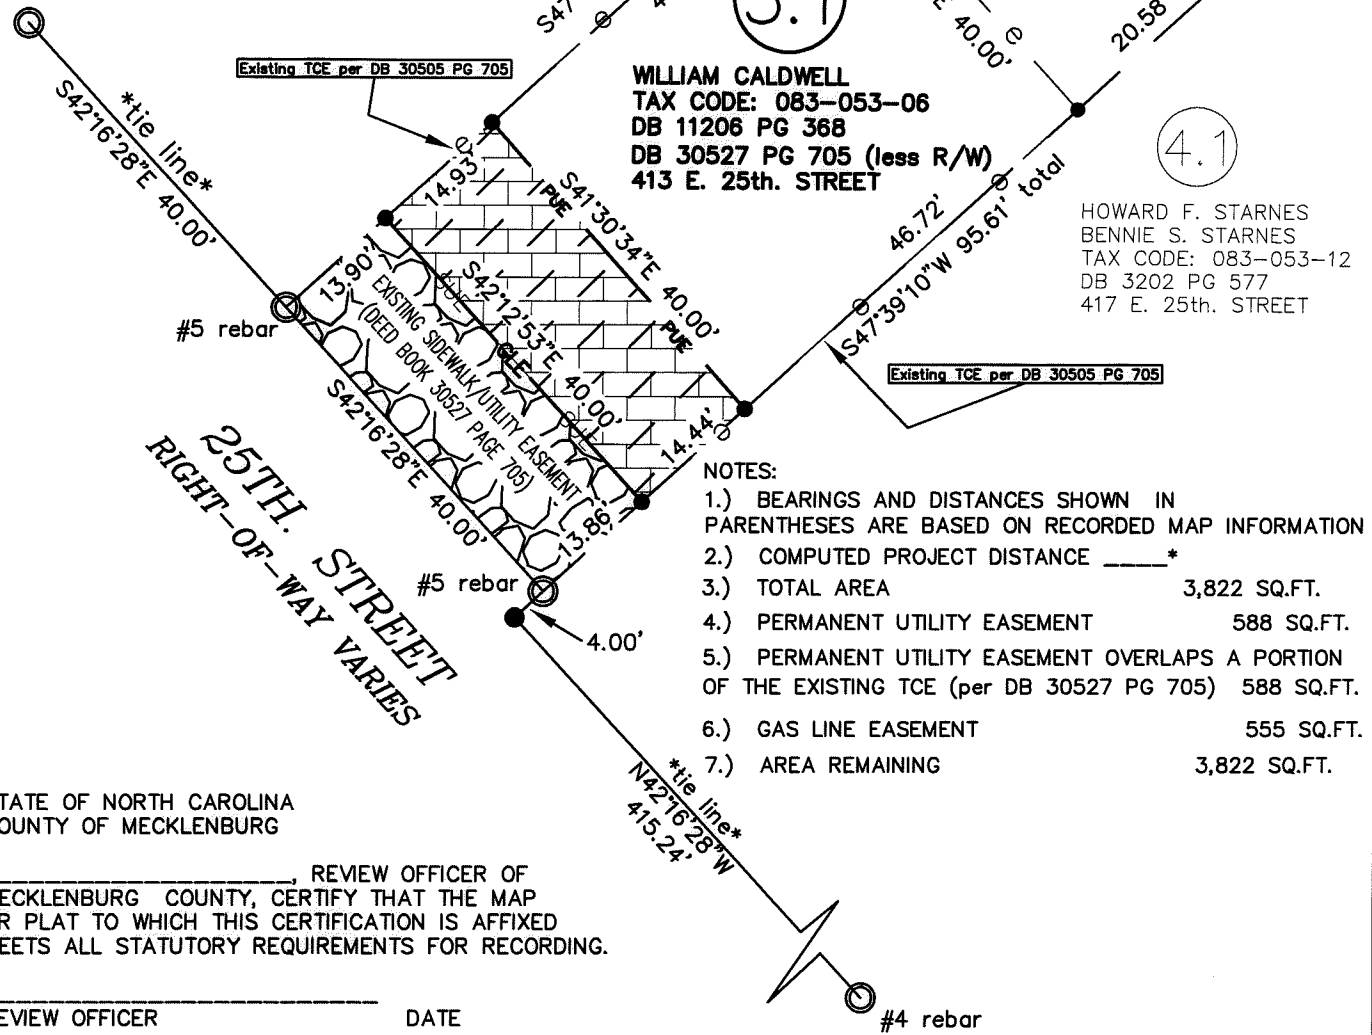 S47
4
3.1
E 40.00'
20.58
Existing TCE per DB 30505 PG 705
WILLIAM CALDWELL
TAX CODE: 083-053-06
DB 11206 PG 368
DB 30527 PG 705 (less R/W)
413 E. 25th. STREET
4.1
HOWARD F. STARNES
BENNIE S. STARNES
TAX CODE: 083-053-12
DB 3202 PG 577
417 E. 25th. STREET
*tie line*
S42°16'28"E 40.00'
14.93'
PUE
S41°30'34"E 40.00'
PUE
46.72'
S47°39'10"W 95.61' total
Existing TCE per DB 30505 PG 705
13.90'
#5 rebar
SUE
S42°12'53"E 40.00'
GLE
SUE
EXISTING SIDEWALK/UTILITY EASEMENT
(DEED BOOK 30527 PAGE 705)
S42°16'28"E 40.00'
14.44'
13.86'
25TH. STREET
RIGHT-OF-WAY VARIES
#5 rebar
4.00'
NOTES:
1.) BEARINGS AND DISTANCES SHOWN IN
PARENTHESES ARE BASED ON RECORDED MAP INFORMATION
2.) COMPUTED PROJECT DISTANCE ____*
3.) TOTAL AREA 3,822 SQ.FT.
4.) PERMANENT UTILITY EASEMENT 588 SQ.FT.
5.) PERMANENT UTILITY EASEMENT OVERLAPS A PORTION
OF THE EXISTING TCE (per DB 30527 PG 705) 588 SQ.FT.
6.) GAS LINE EASEMENT 555 SQ.FT.
7.) AREA REMAINING 3,822 SQ.FT.
*tie line*
N42°16'28"W
415.24'
#4 rebar
TATE OF NORTH CAROLINA
OUNTY OF MECKLENBURG
____________________, REVIEW OFFICER OF
ECKLENBURG COUNTY, CERTIFY THAT THE MAP
R PLAT TO WHICH THIS CERTIFICATION IS AFFIXED
EETS ALL STATUTORY REQUIREMENTS FOR RECORDING.
EVIEW OFFICER DATE